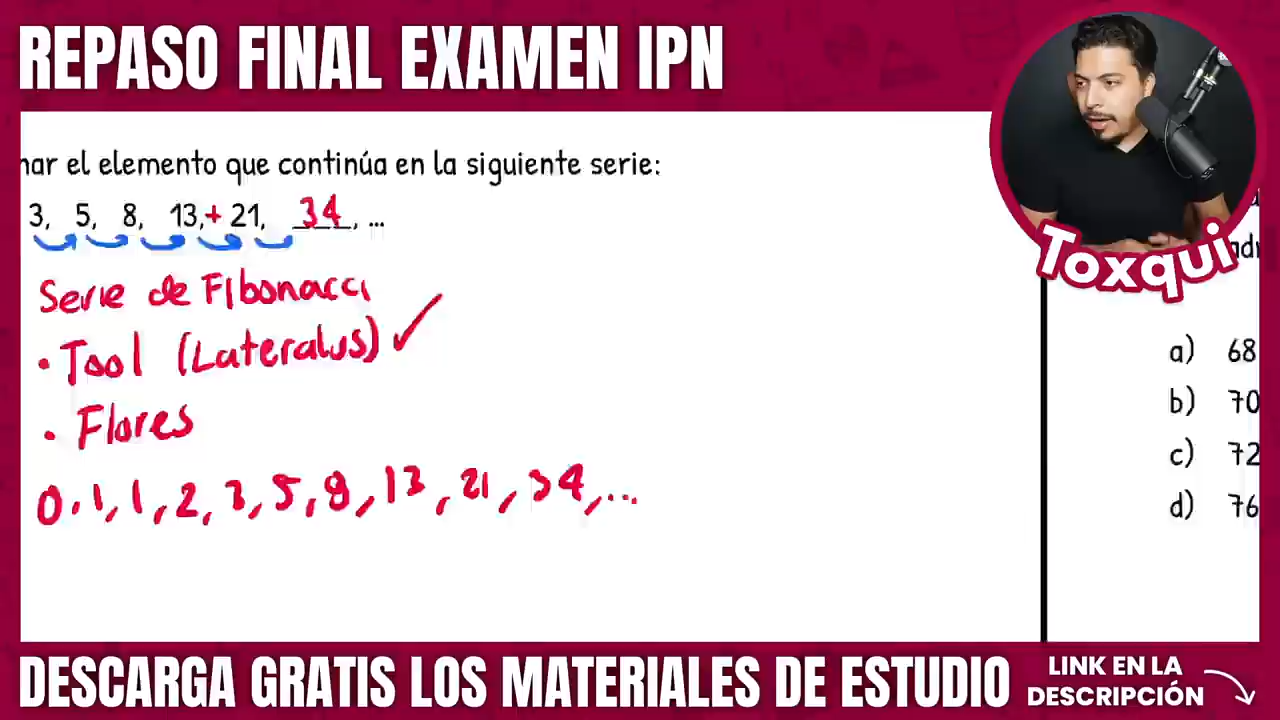 REPASO FINAL EXAMEN IPN
nar el elemento que continúa en la siguiente serie:
3, 5, 8, 13,+ 21, 34, ...
Serie de Fibonacci
• Tool (Lateralus) ✓
• Flores
0, 1, 1, 2, 3, 5, 8, 13, 21, 34, ...
Toxqui
a) 68
b) 70
c) 72
d) 76
DESCARGA GRATIS LOS MATERIALES DE ESTUDIO
LINK EN LA
DESCRIPCIÓN